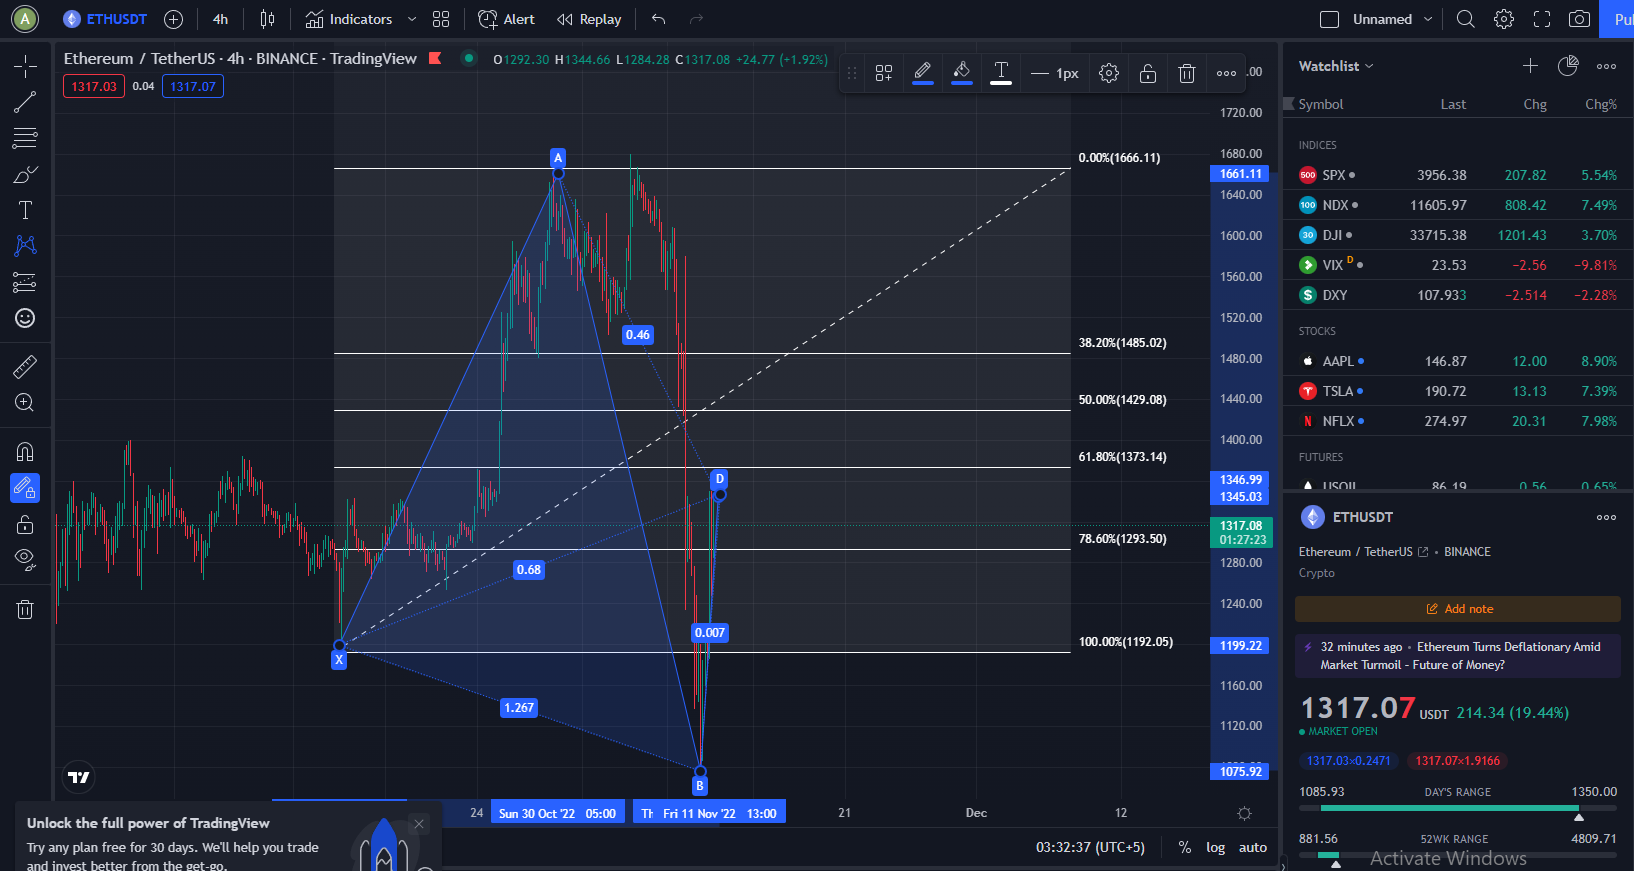 A
ETHUSDT
4h
Indicators
Alert
Replay
Unnamed
Pu
Ethereum / TetherUS · 4h · BINANCE · TradingView
O1292.30 H1344.66 L1284.28 C1317.08 +24.77 (+1.92%)
1317.03
0.04
1317.07
T
1px
1720.00
1680.00
1661.11
1640.00
1600.00
1560.00
1520.00
1480.00
1440.00
1400.00
1346.99
1345.03
1317.08
01:27:23
1280.00
1240.00
1199.22
1160.00
1120.00
1075.92
0.00%(1666.11)
38.20%(1485.02)
50.00%(1429.08)
61.80%(1373.14)
78.60%(1293.50)
100.00%(1192.05)
A
0.46
D
0.68
0.007
X
1.267
B
24
Sun 30 Oct '22 05:00
Th
Fri 11 Nov '22 13:00
21
Dec
12
03:32:37 (UTC+5)
%
log
auto
Unlock the full power of TradingView
Try any plan free for 30 days. We'll help you trade
and invest better from the get-go.
Watchlist
Symbol Last Chg Chg%
INDICES
500 SPX 3956.38 207.82 5.54%
100 NDX 11605.97 808.42 7.49%
30 DJI 33715.38 1201.43 3.70%
VIX D 23.53 −2.56 −9.81%
$ DXY 107.933 −2.514 −2.28%
STOCKS
AAPL 146.87 12.00 8.90%
TSLA 190.72 13.13 7.39%
N NFLX 274.97 20.31 7.98%
FUTURES
USOIL 86.19 0.56 0.65%
ETHUSDT
Ethereum / TetherUS • BINANCE
Crypto
Add note
32 minutes ago • Ethereum Turns Deflationary Amid
Market Turmoil - Future of Money?
1317.07 USDT 214.34 (19.44%)
MARKET OPEN
1317.03×0.2471
1317.07×1.9166
1085.93 DAY'S RANGE 1350.00
881.56 52WK RANGE 4809.71
Activate Windows